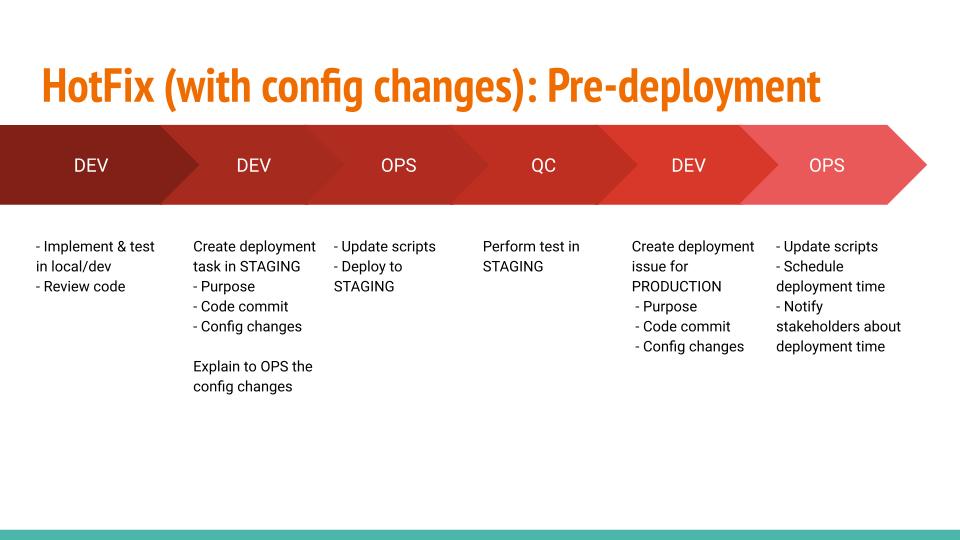 HotFix (with config changes): Pre-deployment
DEV
DEV
OPS
QC
DEV
OPS
- Implement & test
in local/dev
- Review code
Create deployment
task in STAGING
- Purpose
- Code commit
- Config changes
Explain to OPS the
config changes
- Update scripts
- Deploy to
STAGING
Perform test in
STAGING
Create deployment
issue for
PRODUCTION
- Purpose
- Code commit
- Config changes
- Update scripts
- Schedule
deployment time
- Notify
stakeholders about
deployment time